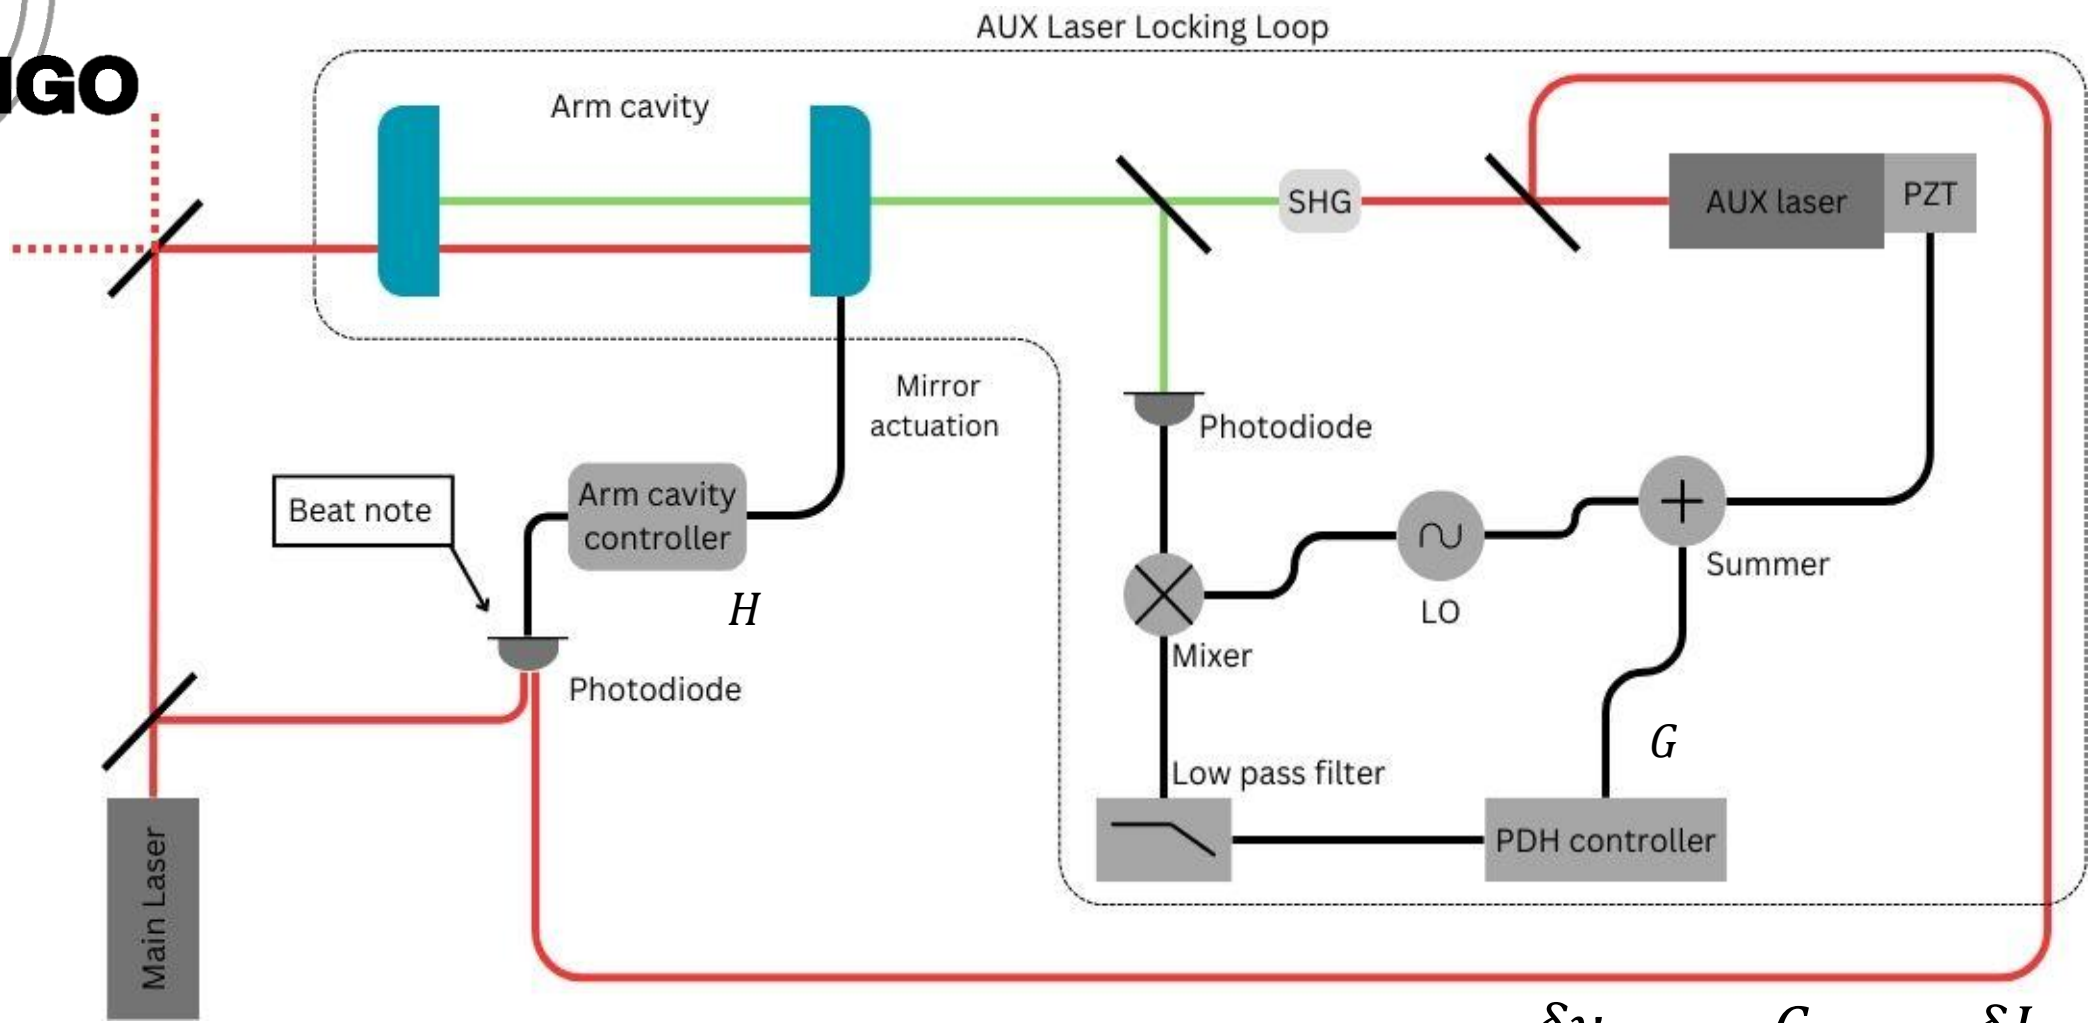 AUX Laser Locking Loop
IGO
Arm cavity
SHG
AUX laser
PZT
Mirror
actuation
Photodiode
Beat note
Arm cavity
controller
H
Summer
LO
Mixer
Photodiode
G
Low pass filter
PDH controller
Main Laser